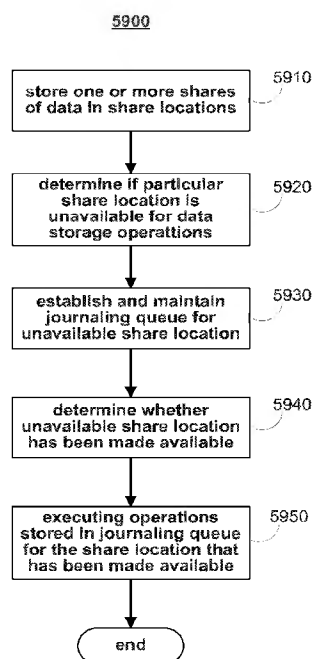 5900
store one or more shares
of data in share locations
5910
determine if particular
share location is
unavailable for data
storage operattions
5920
establish and maintain
journaling queue for
unavailable share location
5930
determine whether
unavailable share location
has been made available
5940
executing operations
stored in journaling queue
for the share location that
has been made available
5950
end